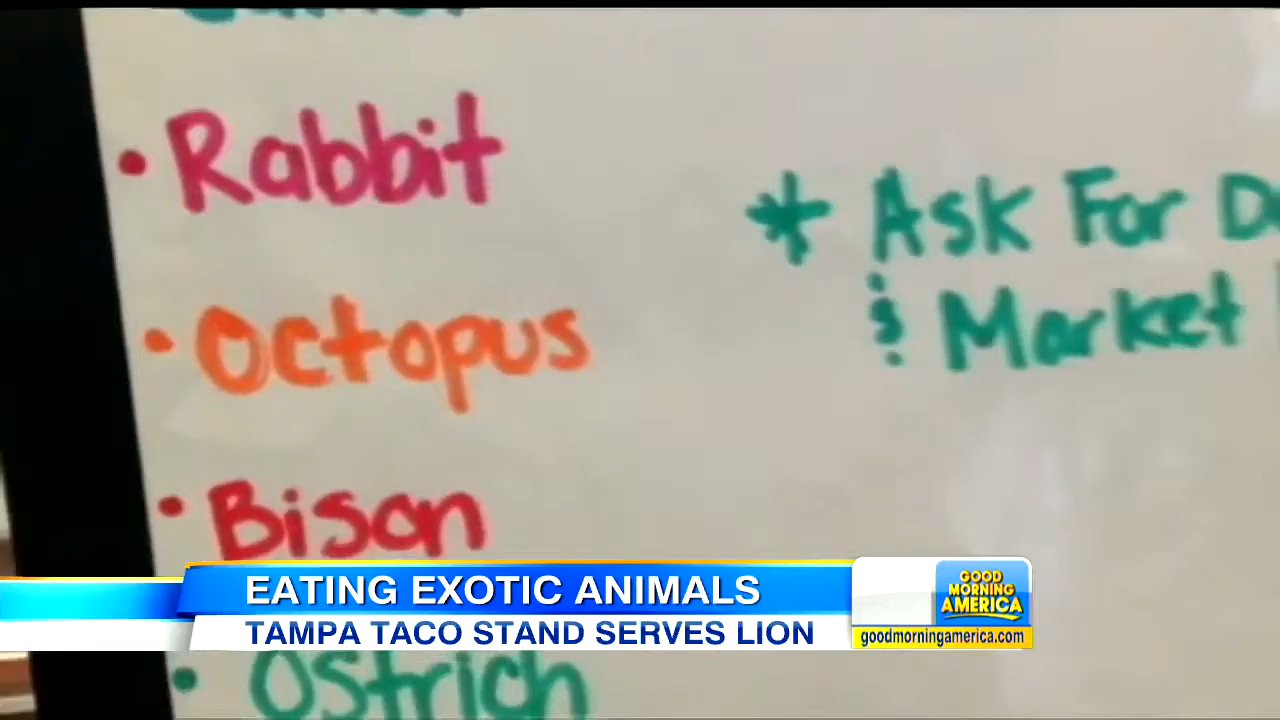 • Rabbit
* Ask For
& Market
• Octopus
• Bison
• Ostrich
EATING EXOTIC ANIMALS
TAMPA TACO STAND SERVES LION
GOOD
MORNING
AMERICA
goodmorningamerica.com